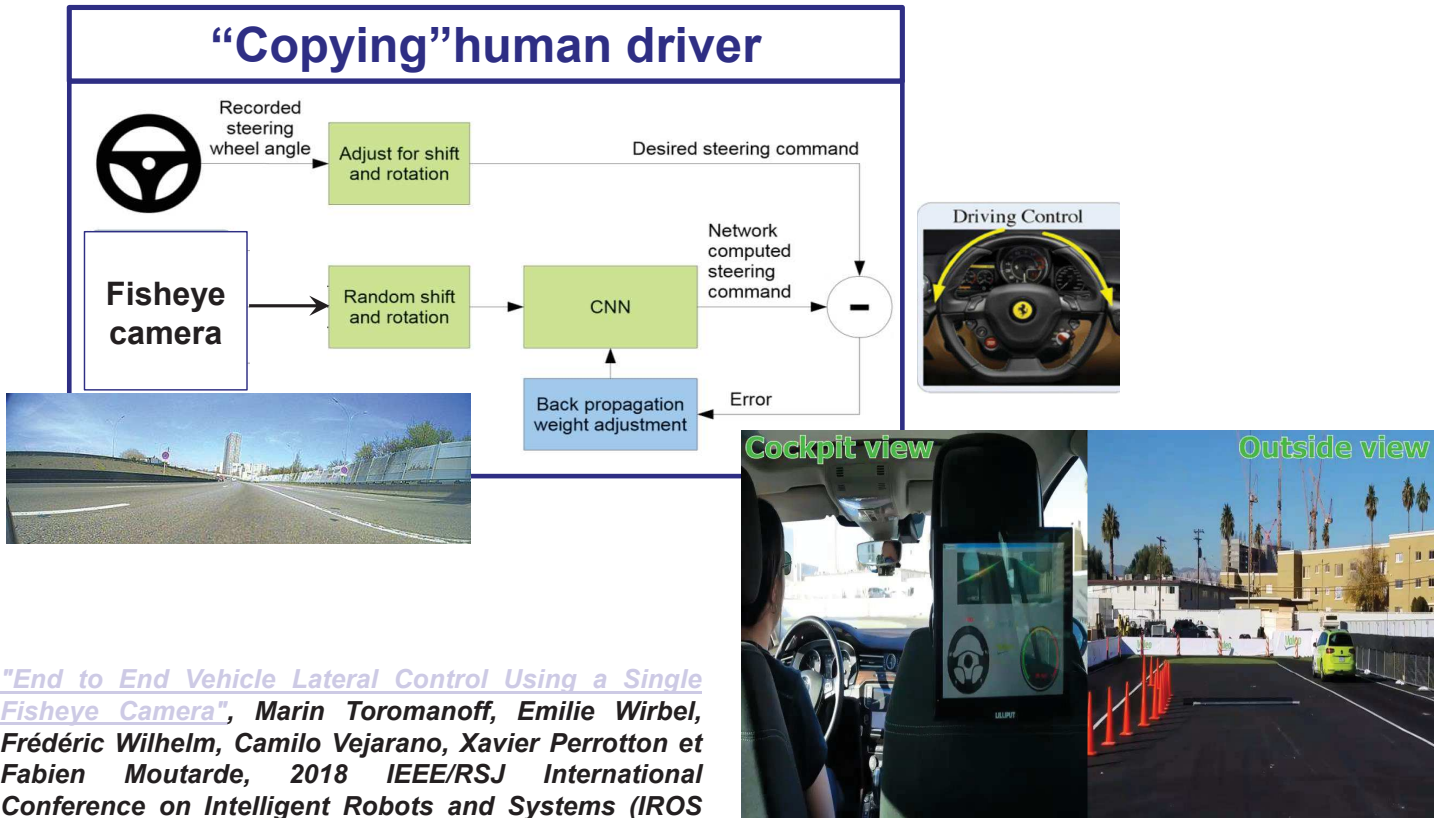 “Copying”human driver
Recorded
steering
wheel angle
Adjust for shift
and rotation
Desired steering command
Fisheye
camera
Random shift
and rotation
CNN
Network
computed
steering
command
-
Back propagation
weight adjustment
Error
Driving Control
Cockpit view
Outside view
LILLIPUT
Valeo
"End to End Vehicle Lateral Control Using a Single
Fisheye Camera", Marin Toromanoff, Emilie Wirbel,
Frédéric Wilhelm, Camilo Vejarano, Xavier Perrotton et
Fabien Moutarde, 2018 IEEE/RSJ International
Conference on Intelligent Robots and Systems (IROS